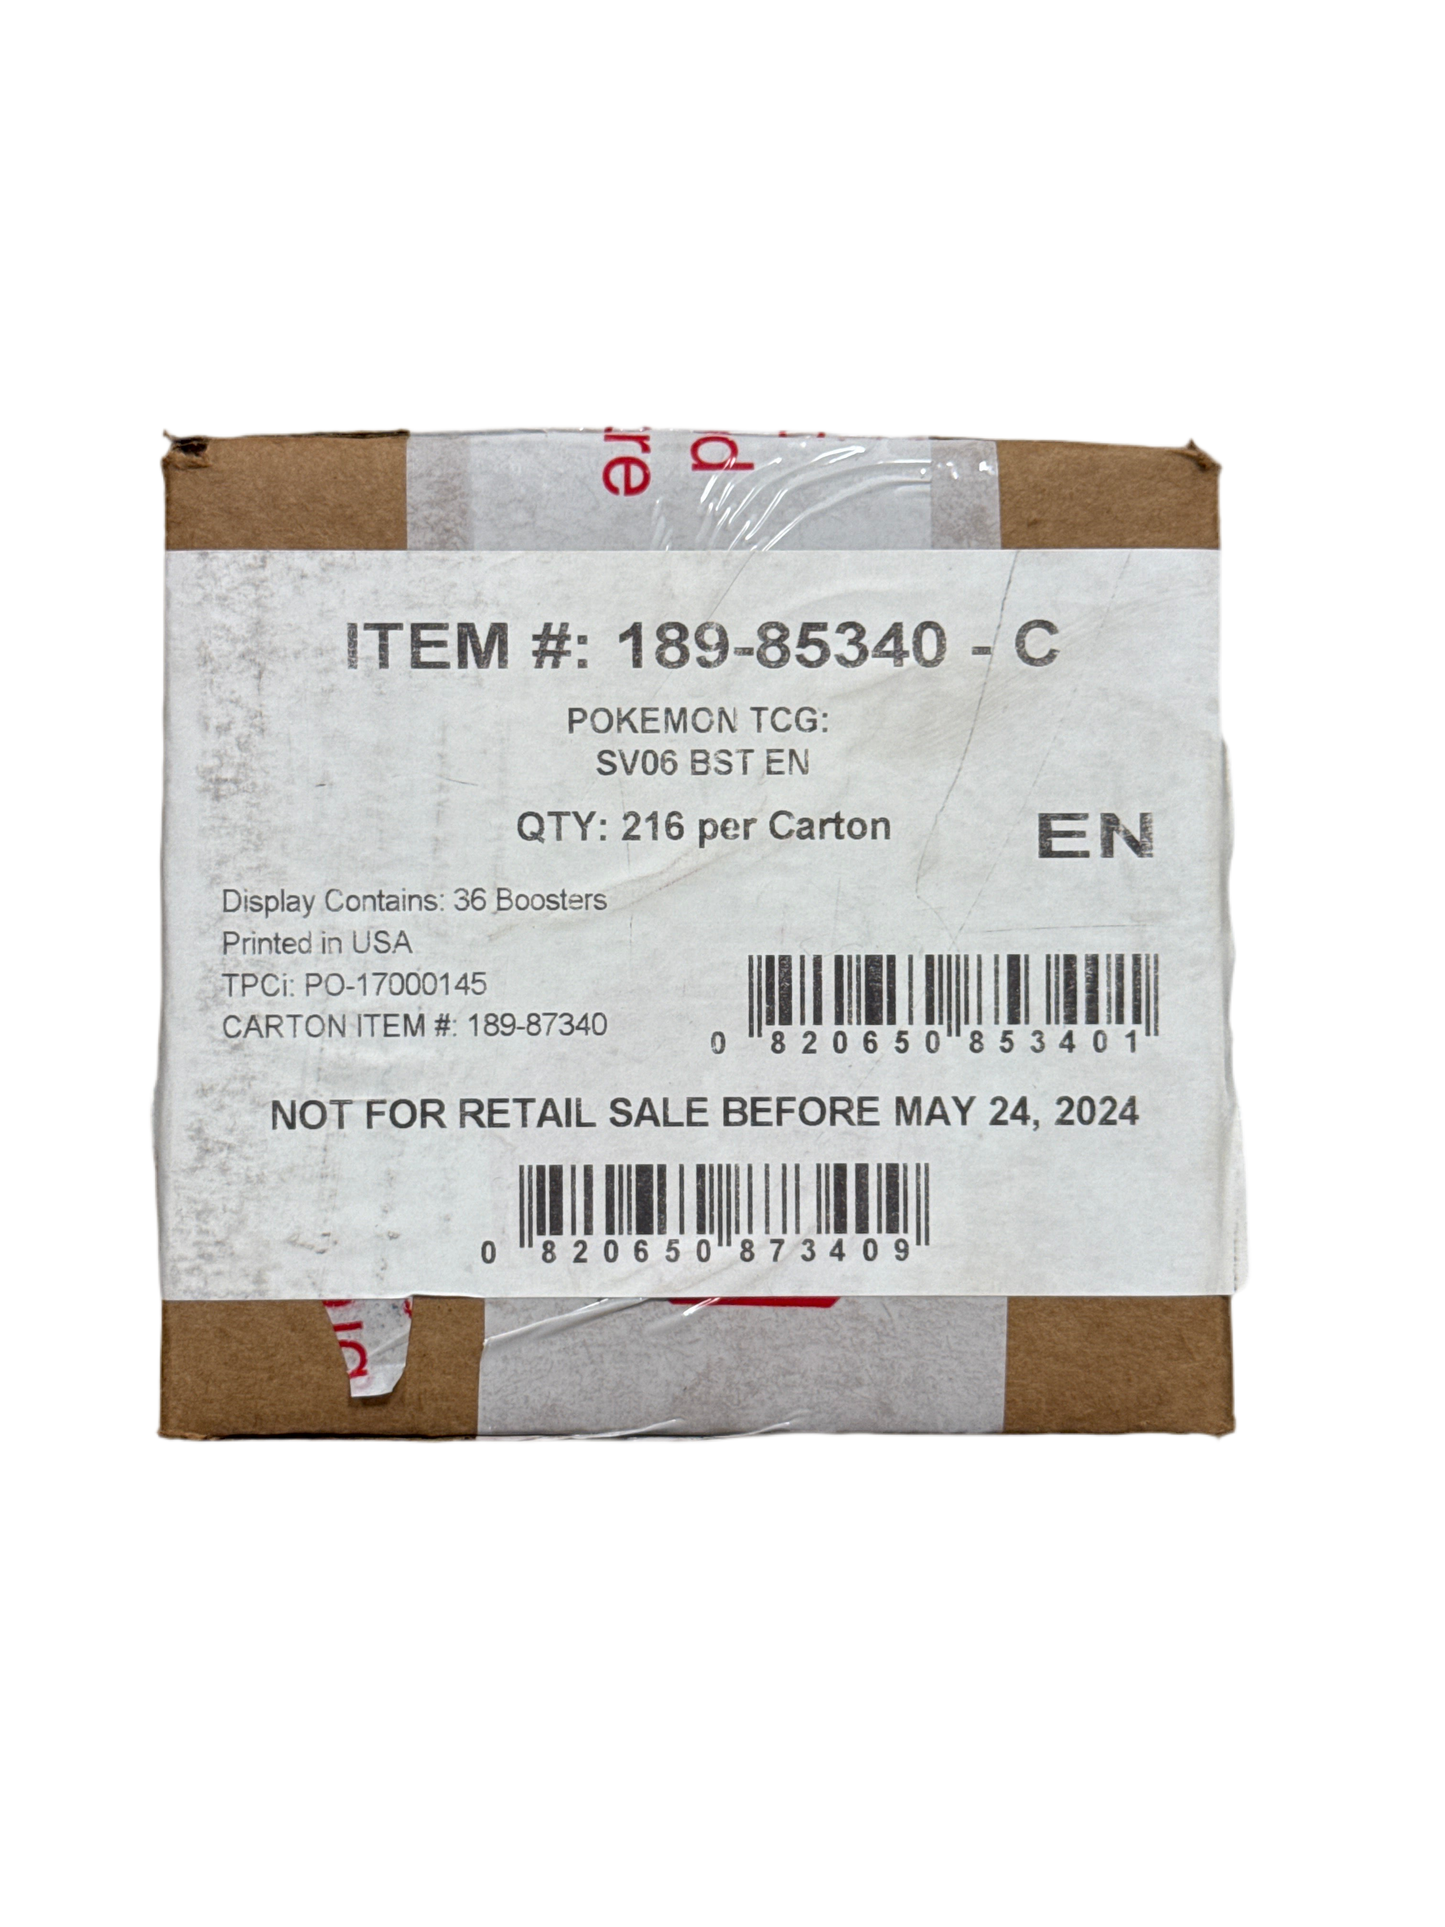 ITEM #: 189-85340 - C
POKEMON TCG:
SV06 BST EN
QTY: 216 per Carton
EN
Display Contains: 36 Boosters
Printed in USA
TPCi: PO-17000145
CARTON ITEM #: 189-87340
0 820650 853401
NOT FOR RETAIL SALE BEFORE MAY 24, 2024
0 820650 873409